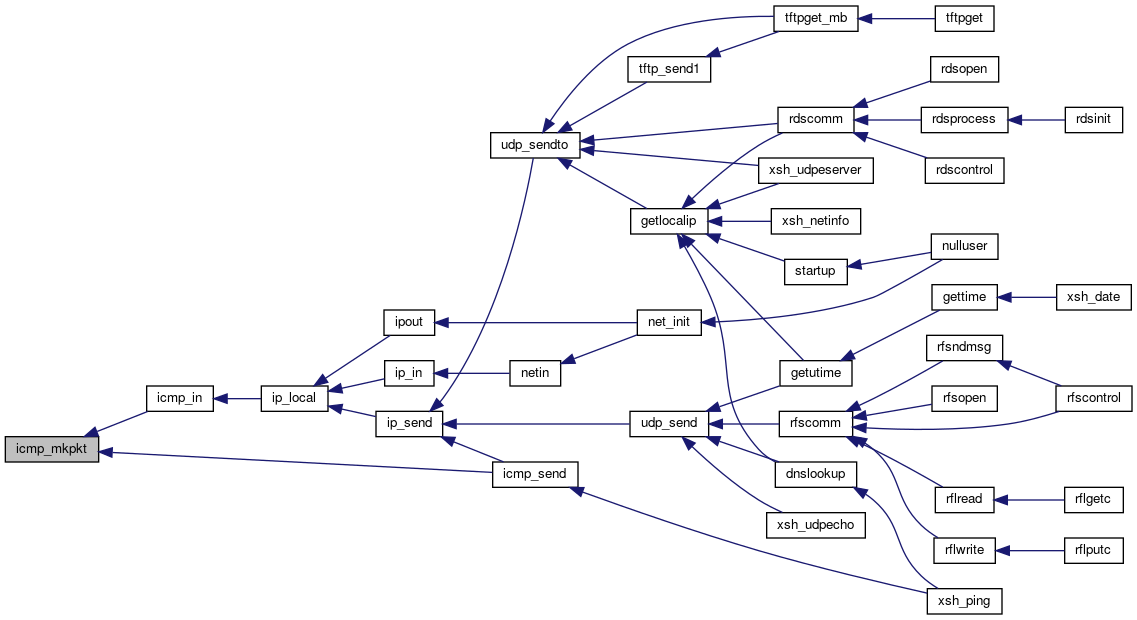 tftpget_mb
tftpget
tftp_send1
rdsopen
rdscomm
rdsprocess
rdsinit
udp_sendto
xsh_udpeserver
rdscontrol
getlocalip
xsh_netinfo
nulluser
startup
gettime
xsh_date
ipout
net_init
rfsndmsg
ip_in
netin
getutime
icmp_in
ip_local
rfsopen
rfscontrol
ip_send
udp_send
rfscomm
icmp_mkpkt
icmp_send
dnslookup
rflread
rflgetc
xsh_udpecho
rflwrite
rflputc
xsh_ping